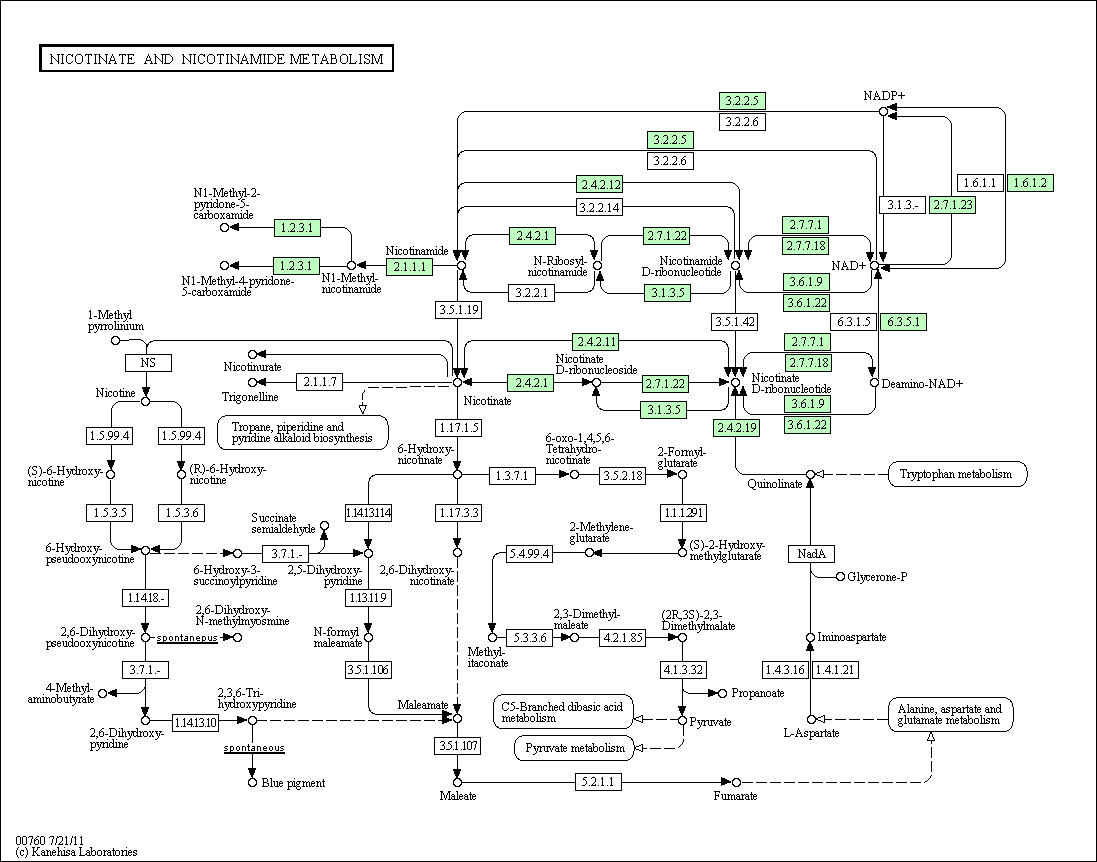 NICOTINATE AND NICOTINAMIDE METABOLISM
3.2.2.5
NADP+
3.2.2.6
3.2.2.5
3.2.2.6
2.4.2.12
1.6.1.1
1.6.1.2
N1-Methyl-2-
pyridone-5-
carboxamide
3.2.2.14
3.1.3.-
2.7.1.23
1.2.3.1
2.4.2.1
2.7.1.22
2.7.7.1
2.7.7.18
Nicotinamide
N-Ribosyl-
nicotinamide
Nicotinamide
D-ribonucleotide
NAD+
1.2.3.1
2.1.1.1
N1-Methyl-4-pyridone-
5-carboxamide
N1-Methyl-
nicotinamide
3.2.2.1
3.1.3.5
3.6.1.9
3.6.1.22
3.5.1.19
3.5.1.42
6.3.1.5
6.3.5.1
1-Methyl
pyrrolinium
2.4.2.11
2.7.7.1
2.7.7.18
NS
Nicotinurate
Nicotinate
D-ribonucleoside
2.1.1.7
2.4.2.1
2.7.1.22
Nicotinate
D-ribonucleotide
Deamino-NAD+
Nicotine
Trigonelline
Nicotinate
3.1.3.5
3.6.1.9
3.6.1.22
Tropane, piperidine and
pyridine alkaloid biosynthesis
1.5.99.4
1.5.99.4
1.17.1.5
2.4.2.19
6-Hydroxy-
nicotinate
6-oxo-1,4,5,6-
Tetrahydro-
nicotinate
2-Formyl-
glutarate
(S)-6-Hydroxy-
nicotine
(R)-6-Hydroxy-
nicotine
1.3.7.1
3.5.2.18
Quinolinate
Tryptophan metabolism
1.5.3.5
1.5.3.6
Succinate
semialdehyde
1.14.13.114
1.17.3.3
1.1.1.291
6-Hydroxy-
pseudooxynicotine
3.7.1.-
2-Methylene-
glutarate
5.4.99.4
(S)-2-Hydroxy-
methylglutarate
NadA
6-Hydroxy-3-
succinoylpyridine
2,5-Dihydroxy-
pyridine
2,6-Dihydroxy-
nicotinate
Glycerone-P
1.14.18.-
1.13.11.9
2,6-Dihydroxy-
N-methylmyosmine
2,6-Dihydroxy-
pseudooxynicotine
spontaneous
N-formyl
maleamate
2,3-Dimethyl-
maleate
(2R,3S)-2,3-
Dimethylmalate
Methyl-
itaconate
5.3.3.6
4.2.1.85
Iminoaspartate
3.7.1.-
3.5.1.106
4.1.3.32
1.4.3.16
1.4.1.21
4-Methyl-
aminobutyrate
2,3,6-Tri-
hydroxypyridine
Maleamate
Propanoate
C5-Branched dibasic acid
metabolism
Alanine, aspartate and
glutamate metabolism
2,6-Dihydroxy-
pyridine
1.14.13.10
Pyruvate
L-Aspartate
spontaneous
3.5.1.107
Pyruvate metabolism
Blue pigment
Maleate
5.2.1.1
Fumarate
00760 7/21/11
(c) Kanehisa Laboratories